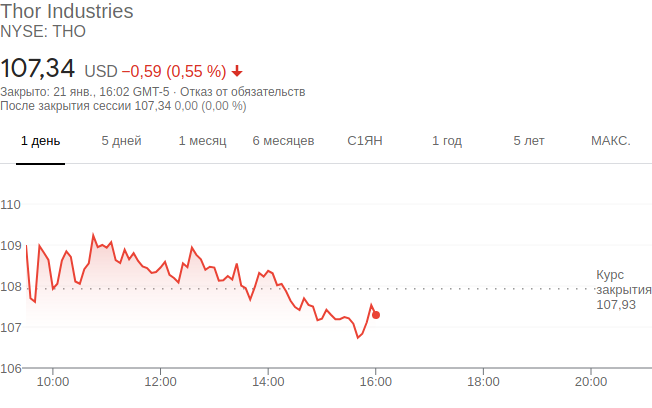 Thor Industries
NYSE: THO
107,34 USD −0,59 (0,55 %)
Закрыто: 21 янв., 16:02 GMT-5 · Отказ от обязательств
После закрытия сессии 107,34 0,00 (0,00 %)
1 день 5 дней 1 месяц 6 месяцев С1ЯН 1 год 5 лет МАКС.
110
109
108
107
106
Курс
закрытия
107,93
10:00 12:00 14:00 16:00 18:00 20:00